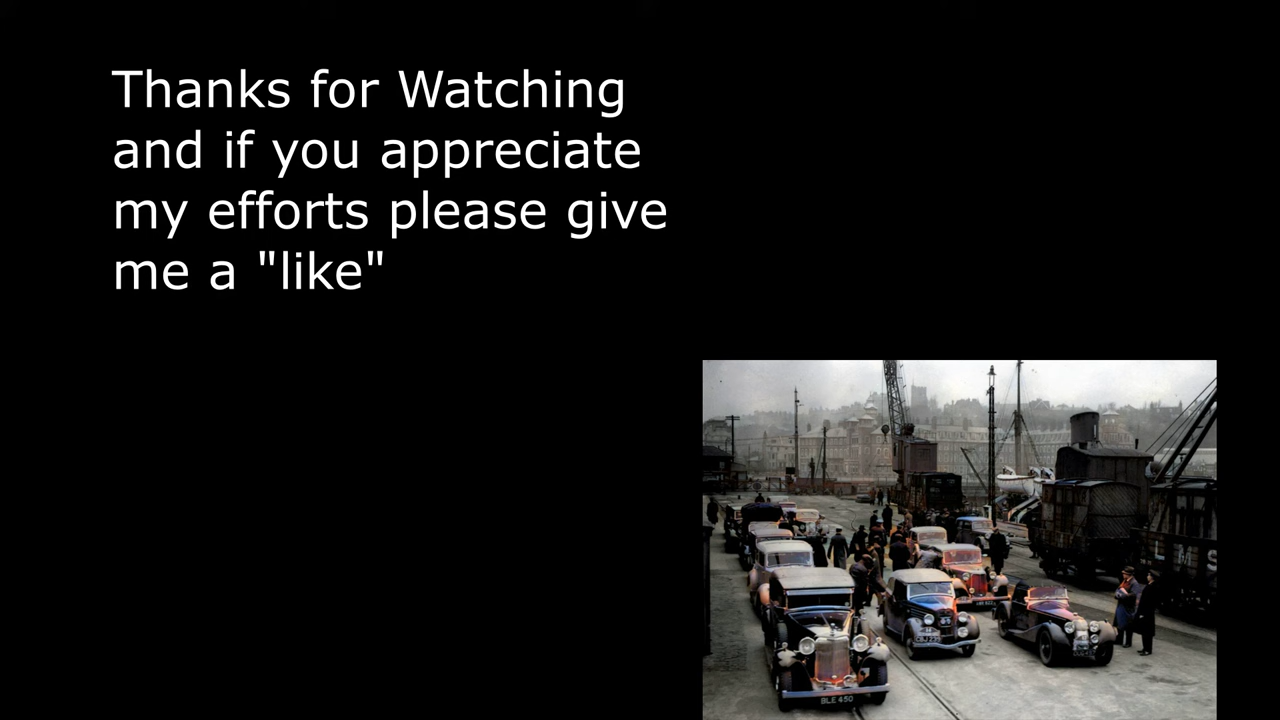 Thanks for Watching
and if you appreciate
my efforts please give
me a "like"
BLE 450